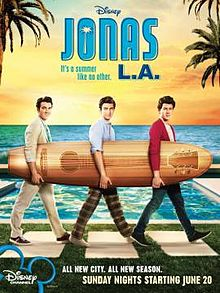 Disney
JONAS
L.A.
It's a summer
like no other.
ALL NEW CITY. ALL NEW SEASON.
SUNDAY NIGHTS STARTING JUNE 20
Disney
CHANNEL